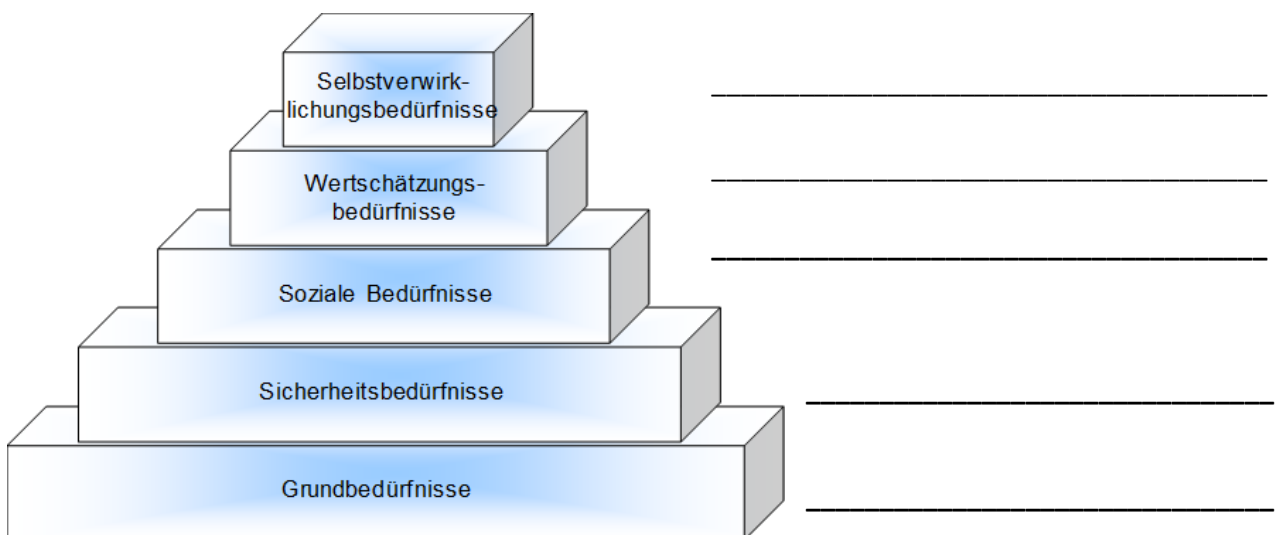 Selbstverwirk-
lichungsbedürfnisse
Wertschätzungs-
bedürfnisse
Soziale Bedürfnisse
Sicherheitsbedürfnisse
Grundbedürfnisse